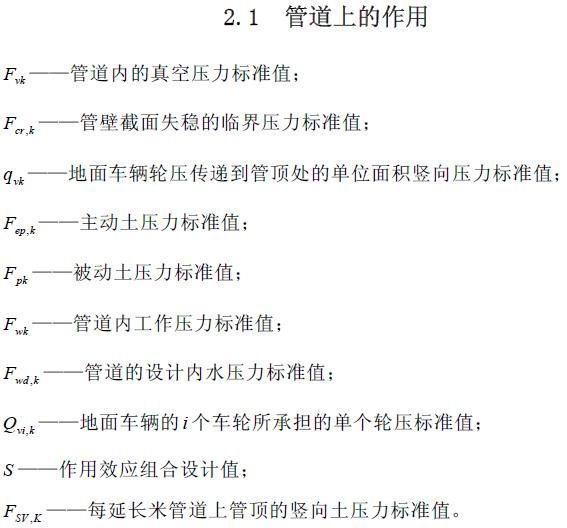 2.1 管道上的作用
F_{vk}——管道内的真空压力标准值；
F_{cr,k}——管壁截面失稳的临界压力标准值；
q_{vk}——地面车辆轮压传递到管顶处的单位面积竖向压力标准值；
F_{ep,k}——主动土压力标准值；
F_{pk}——被动土压力标准值；
F_{wk}——管道内工作压力标准值；
F_{wd,k}——管道的设计内水压力标准值；
Q_{vi,k}——地面车辆的i个车轮所承担的单个轮压标准值；
S——作用效应组合设计值；
F_{SV,K}——每延长米管道上管顶的竖向土压力标准值。